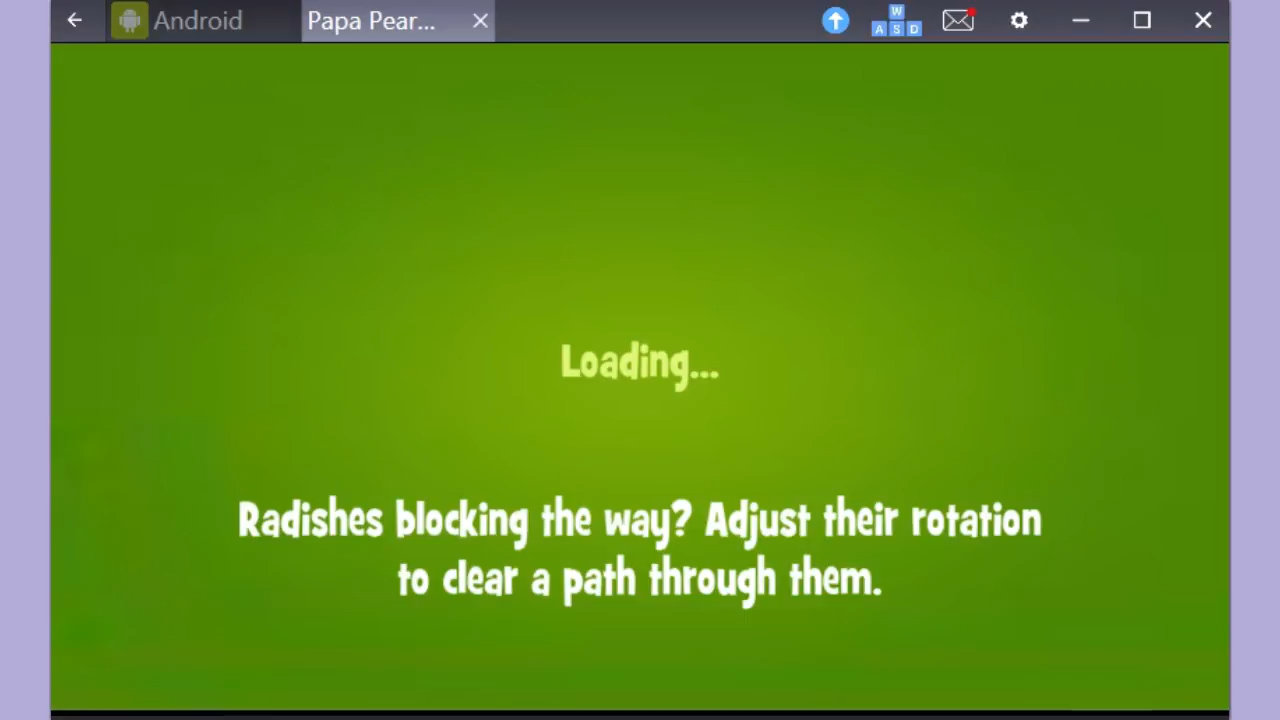 Android
Papa Pear...
W
A S D
Loading...
Radishes blocking the way? Adjust their rotation
to clear a path through them.